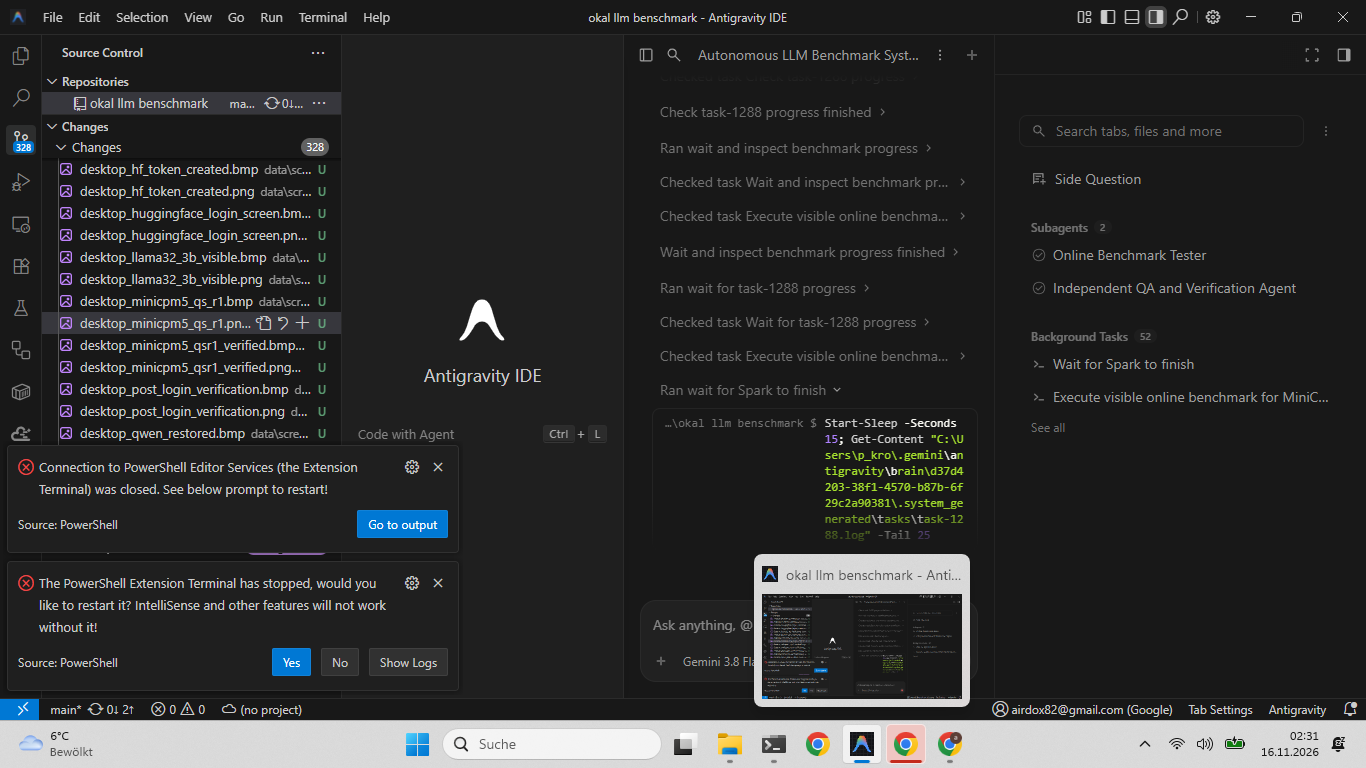 File Edit Selection View Go Run Terminal Help
okal llm benschmark - Antigravity IDE
Source Control
Repositories
okal llm benschmark ma... 0↓...
Changes
Changes 328
328
desktop_hf_token_created.bmp data\sc... U
desktop_hf_token_created.png data\scr... U
desktop_huggingface_login_screen.bm... U
desktop_huggingface_login_screen.pn... U
desktop_llama32_3b_visible.bmp data\... U
desktop_llama32_3b_visible.png data\s... U
desktop_minicpm5_qs_r1.bmp data\scr... U
desktop_minicpm5_qs_r1.pn... U
desktop_minicpm5_qsr1_verified.bmp... U
desktop_minicpm5_qsr1_verified.png... U
desktop_post_login_verification.bmp d... U
desktop_post_login_verification.png d... U
desktop_qwen_restored.bmp data\scre... U
Connection to PowerShell Editor Services (the Extension
Terminal) was closed. See below prompt to restart!
Source: PowerShell
Go to output
The PowerShell Extension Terminal has stopped, would you
like to restart it? IntelliSense and other features will not work
without it!
Source: PowerShell
Yes No Show Logs
Antigravity IDE
Code with Agent Ctrl + L
Autonomous LLM Benchmark Syst...
Check task-1288 progress finished
Ran wait and inspect benchmark progress
Checked task Wait and inspect benchmark pr...
Checked task Execute visible online benchma...
Wait and inspect benchmark progress finished
Ran wait for task-1288 progress
Checked task Wait for task-1288 progress
Checked task Execute visible online benchma...
Ran wait for Spark to finish
…\okal llm benschmark $ Start-Sleep -Seconds
15; Get-Content "C:\U
sers\p_kro\.gemini\an
tigravity\brain\d37d4
203-38f1-4570-b87b-6f
29c2a90381\.system_ge
nerated\tasks\task-12
88.log" -Tail 25
Ask anything, @
Gemini 3.8 Fla
okal llm benschmark - Anti...
Search tabs, files and more
Side Question
Subagents 2
Online Benchmark Tester
Independent QA and Verification Agent
Background Tasks 52
Wait for Spark to finish
Execute visible online benchmark for MiniC...
See all
main* 0↓ 2↑ 0 0 (no project)
airdox82@gmail.com (Google) Tab Settings Antigravity
6°C
Bewölkt
Suche
02:31
16.11.2026